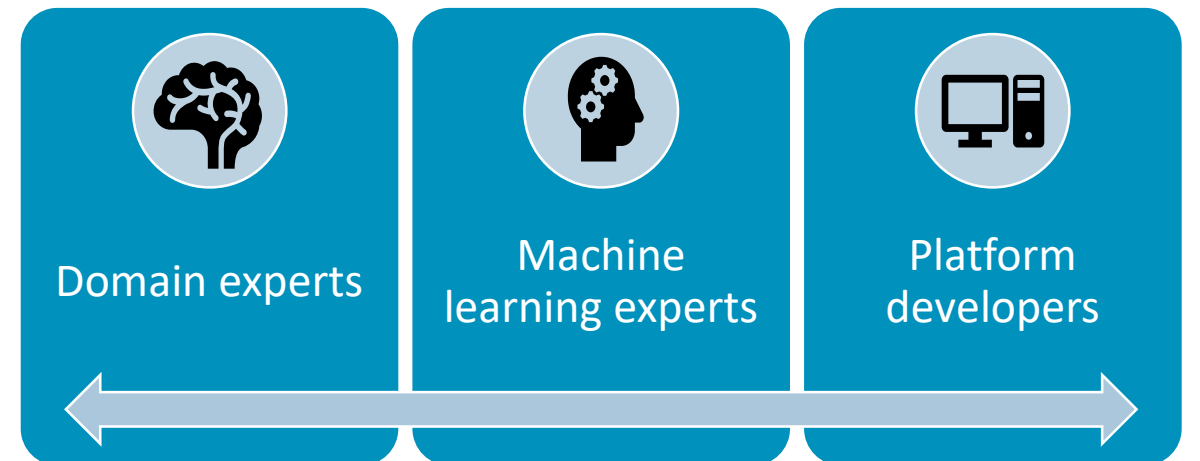 Domain experts
Machine
learning experts
Platform
developers